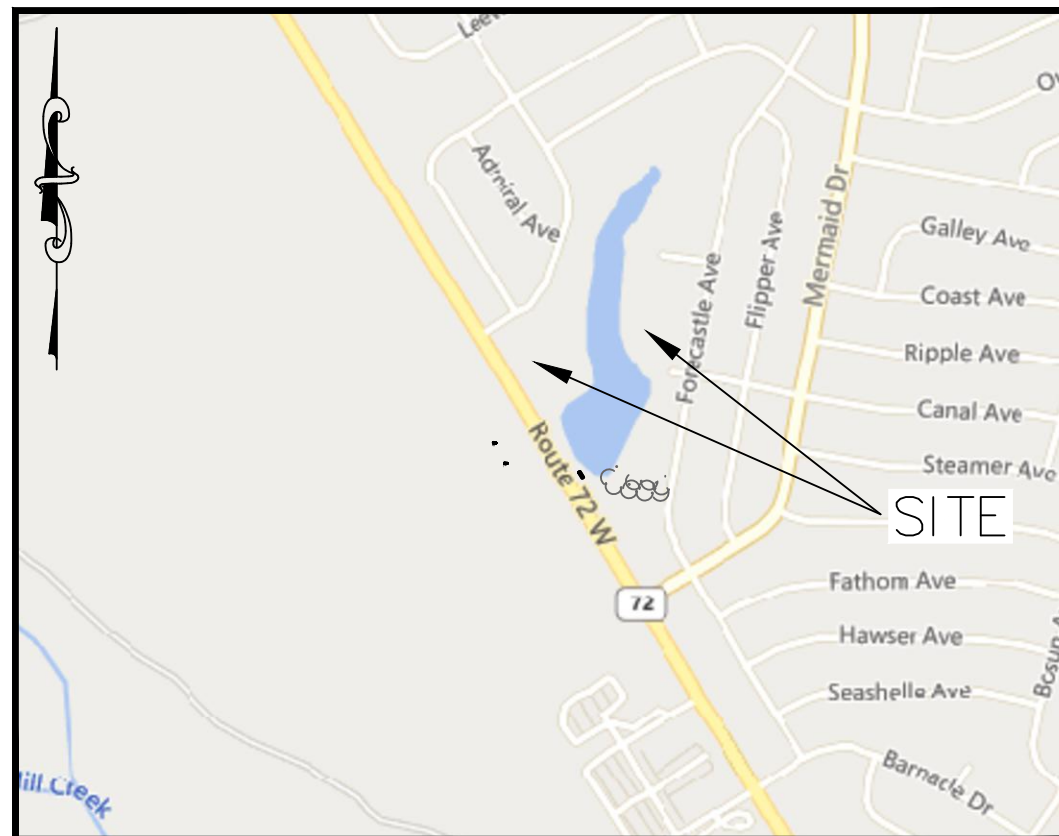 Admiral Ave
Galley Ave
Mermaid Dr
Flipper Ave
Forecastle Ave
Coast Ave
Ripple Ave
Canal Ave
Route 72 W
Steamer Ave
SITE
72
Fathom Ave
Hawser Ave
Seashelle Ave
Barnacle Dr
Creek